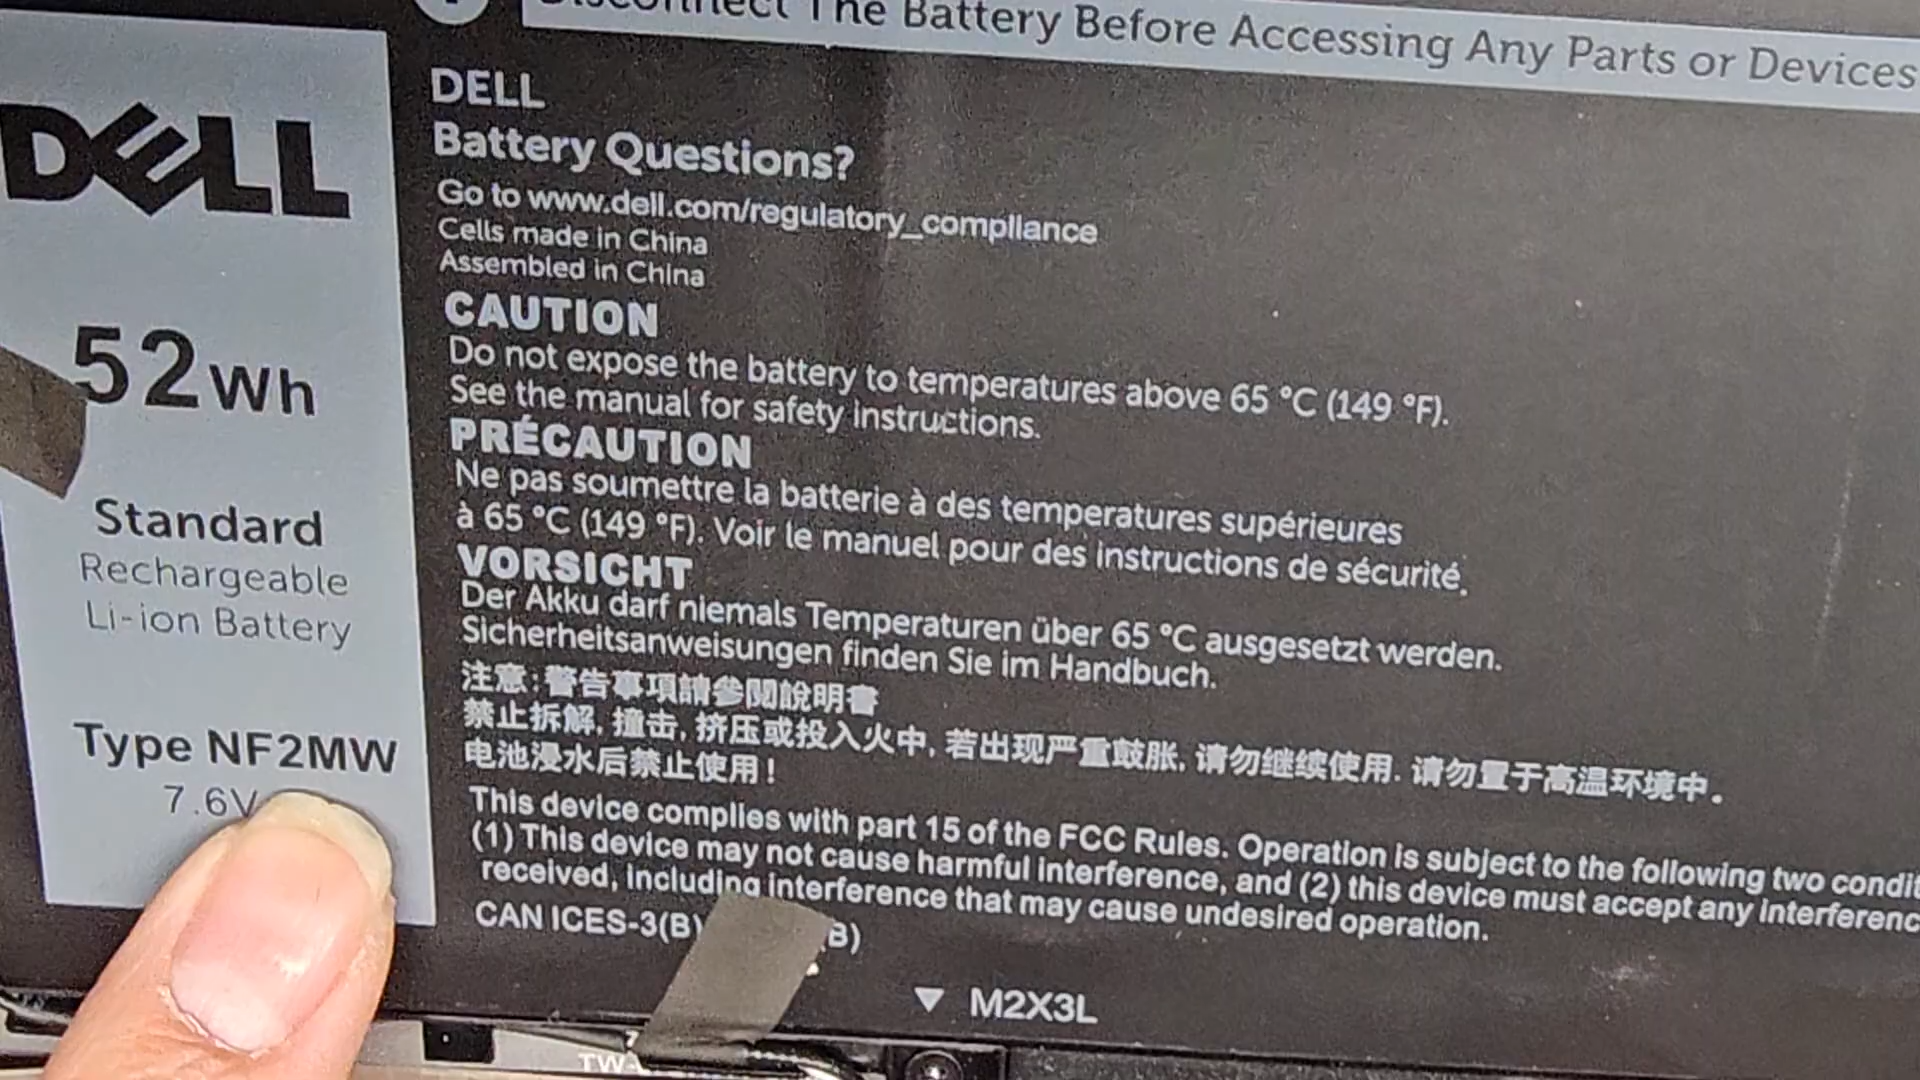 The Battery Before Accessing Any Parts or Devices
DELL
52Wh
Standard
Rechargeable
Li-ion Battery
Type NF2MW
7.6V
DELL
Battery Questions?
Go to www.dell.com/regulatory_compliance
Cells made in China
Assembled in China
CAUTION
Do not expose the battery to temperatures above 65 °C (149 °F).
See the manual for safety instructions.
PRÉCAUTION
Ne pas soumettre la batterie à des temperatures supérieures
à 65 °C (149 °F). Voir le manuel pour des instructions de sécurité.
VORSICHT
Der Akku darf niemals Temperaturen über 65 °C ausgesetzt werden.
Sicherheitsanweisungen finden Sie im Handbuch.
注意:警告事項請參閱說明書
禁止拆解, 撞击, 挤压或投入火中, 若出现严重鼓胀, 请勿继续使用. 请勿置于高温环境中。
电池浸水后禁止使用!
This device complies with part 15 of the FCC Rules. Operation is subject to the following two
(1) This device may not cause harmful interference, and (2) this device must accept any
received, including interference that may cause undesired operation.
CAN ICES-3(B) B)
M2X3L